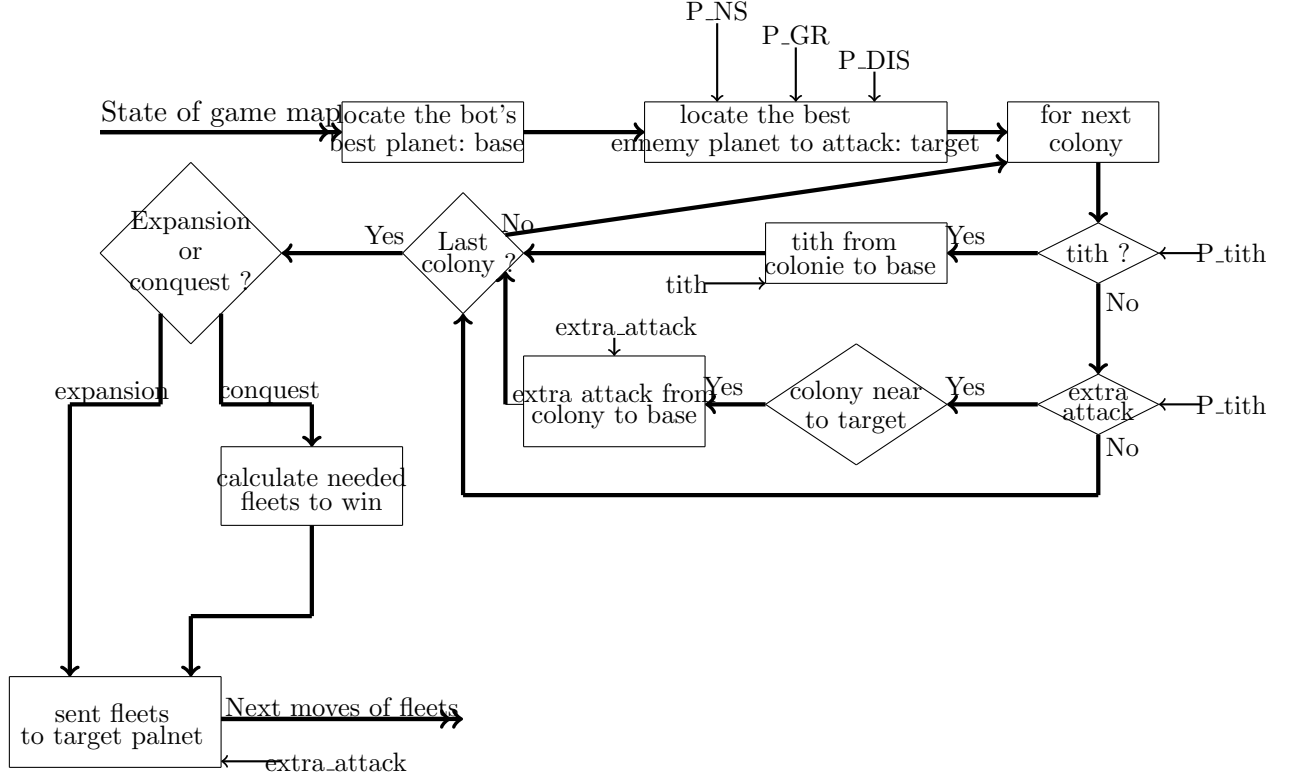 P_NS
P_GR
P_DIS
State of game map
locate the bot's
best planet: base
locate the best
ennemy planet to attack: target
for next
colony
Expansion
or
conquest ?
Yes
Last
colony ?
No
tith from
colonie to base
tith
Yes
tith ?
P_tith
No
extra_attack
extra attack from
colony to base
Yes
colony near
to target
Yes
extra
attack
P_tith
No
expansion
conquest
calculate needed
fleets to win
sent fleets
to target palnet
Next moves of fleets
extra_attack